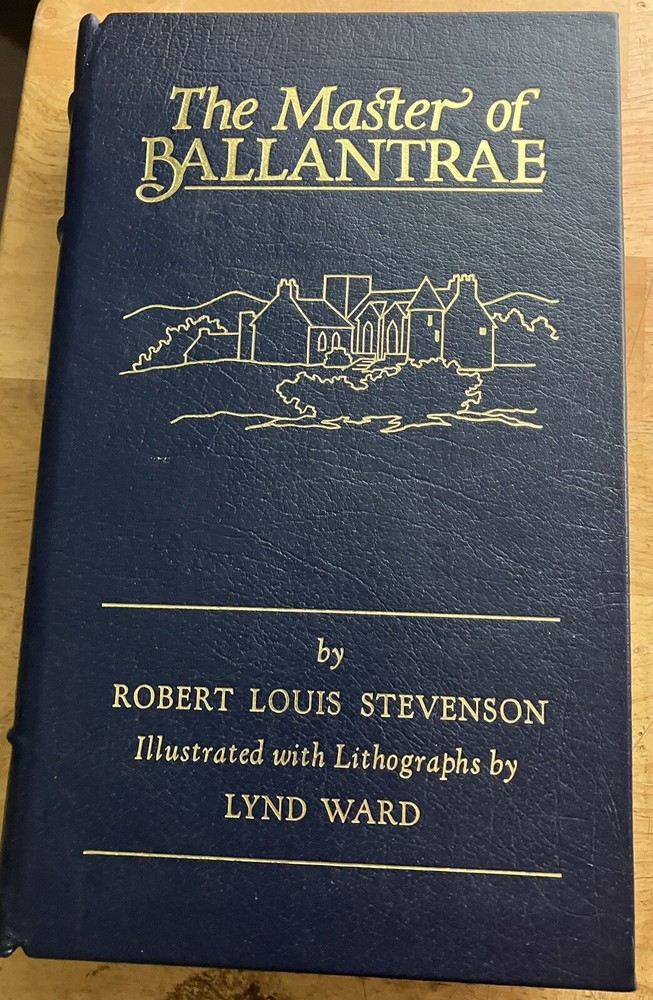 The Master of
BALLANTRAE
by
ROBERT LOUIS STEVENSON
Illustrated with Lithographs by
LYND WARD